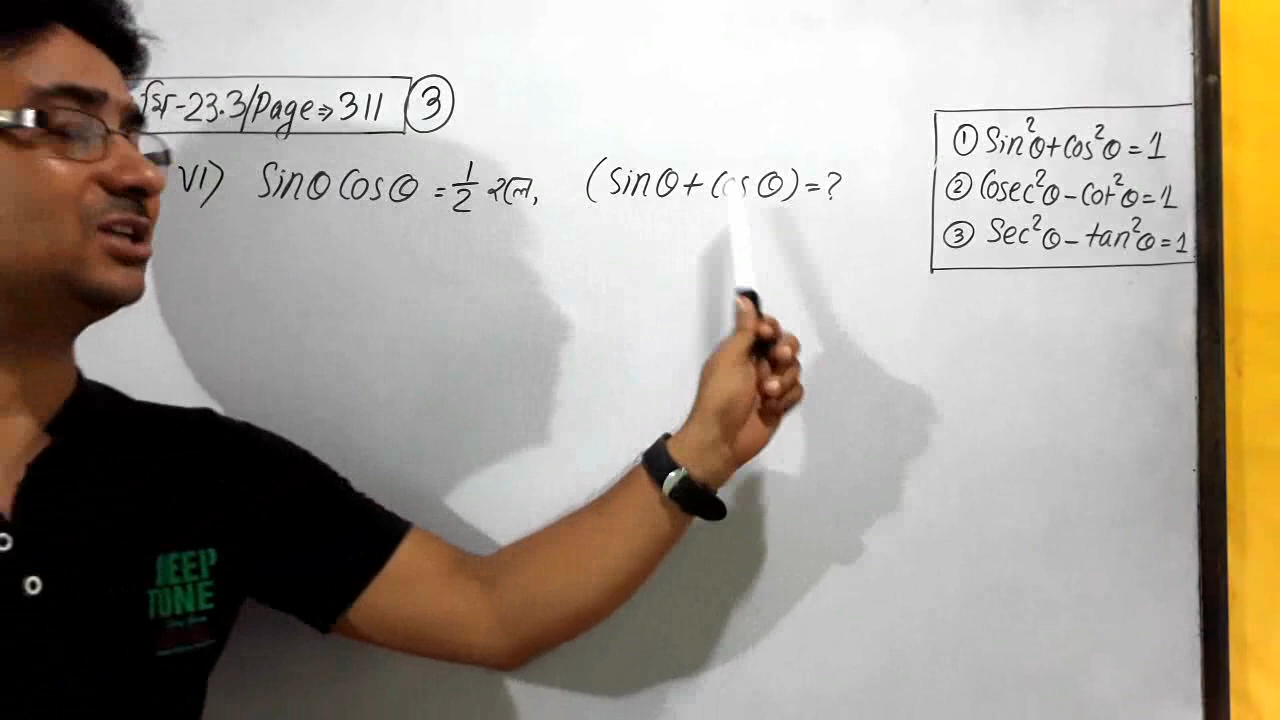 -23.3/Page⇒311 ③
VI) Sinθ Cosθ = 1/2 হলে, (Sinθ + Cosθ) = ?
① Sin²θ + Cos²θ = 1
② Cosec²θ - Cot²θ = 1
③ Sec²θ - tan²θ = 1
DEEP
TONE